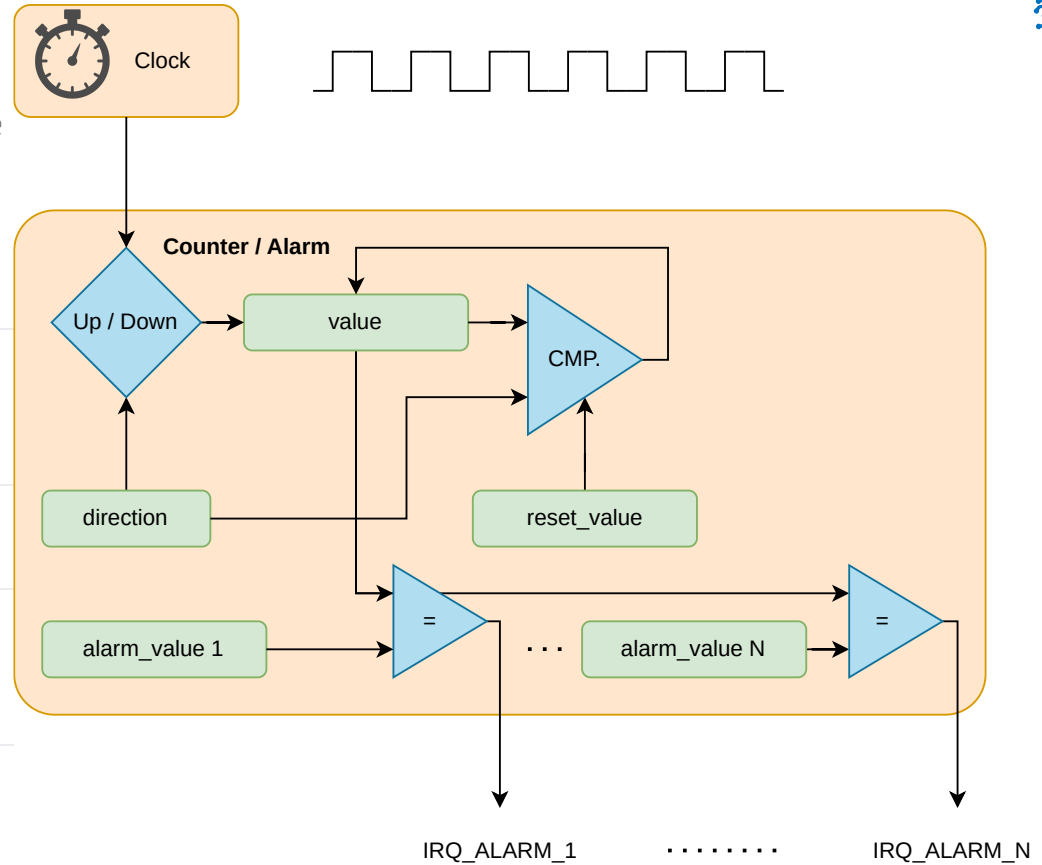 Clock
Counter / Alarm
Up / Down
value
CMP.
direction
reset_value
=
=
alarm_value 1
. . .
alarm_value N
IRQ_ALARM_1
. . . . . . . .
IRQ_ALARM_N